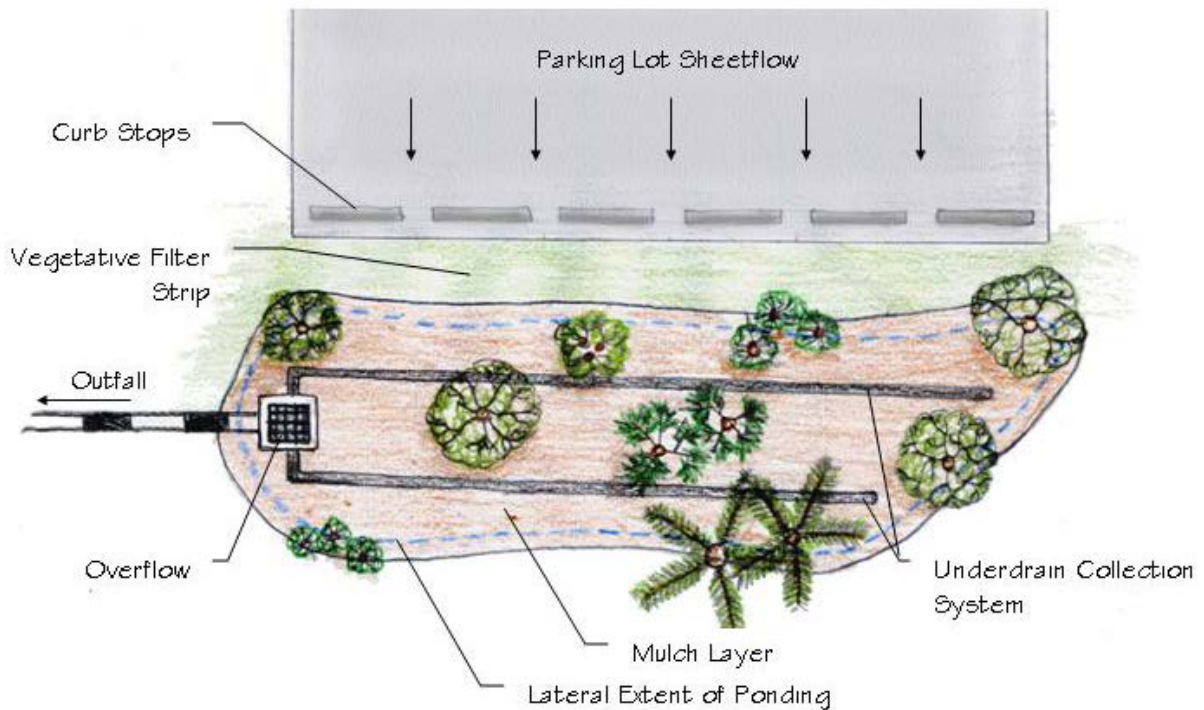 Parking Lot Sheetflow
Curb Stops
Vegetative Filter
Strip
Outfall
Overflow
Underdrain Collection
System
Mulch Layer
Lateral Extent of Ponding